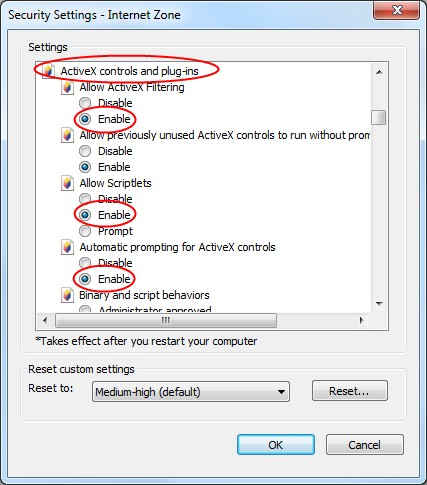 Security Settings - Internet Zone
Settings
ActiveX controls and plug-ins
Allow ActiveX Filtering
Disable
Enable
Allow previously unused ActiveX controls to run without prom
Disable
Enable
Allow Scriptlets
Disable
Enable
Prompt
Automatic prompting for ActiveX controls
Disable
Enable
Binary and script behaviors
Administrator approved
*Takes effect after you restart your computer
Reset custom settings
Reset to:
Medium-high (default)
Reset...
OK
Cancel